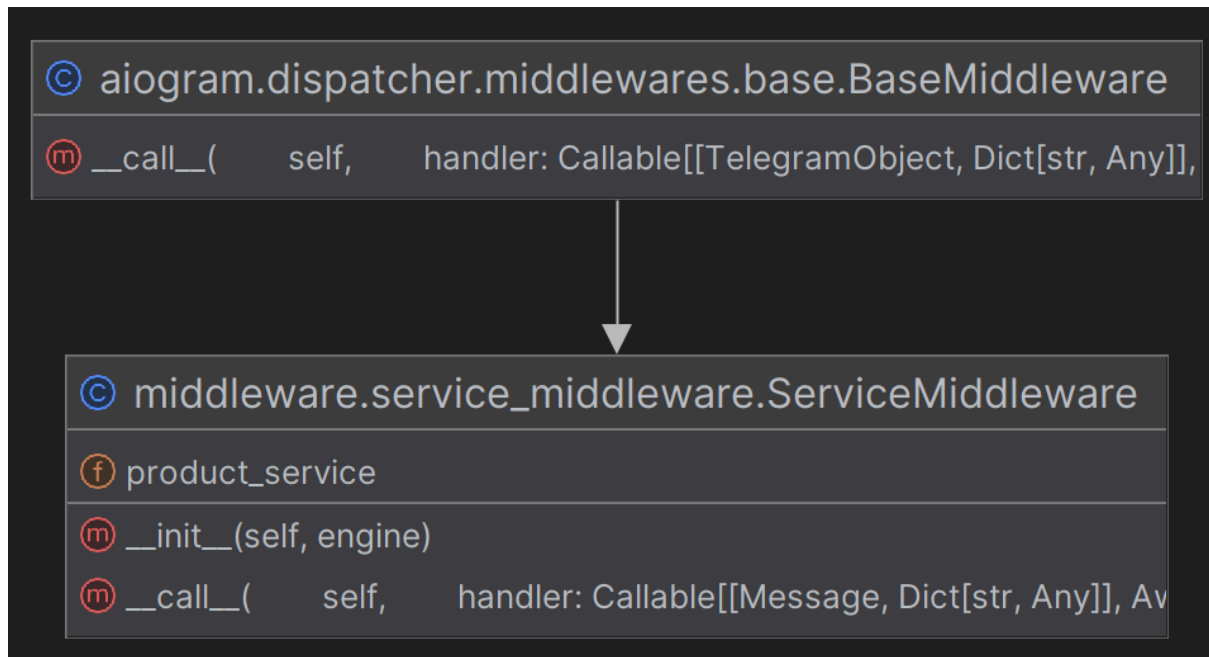 C aiogram.dispatcher.middlewares.base.BaseMiddleware
m __call__( self, handler: Callable[[TelegramObject, Dict[str, Any]],
C middleware.service_middleware.ServiceMiddleware
f product_service
m __init__(self, engine)
m __call__( self, handler: Callable[[Message, Dict[str, Any]],